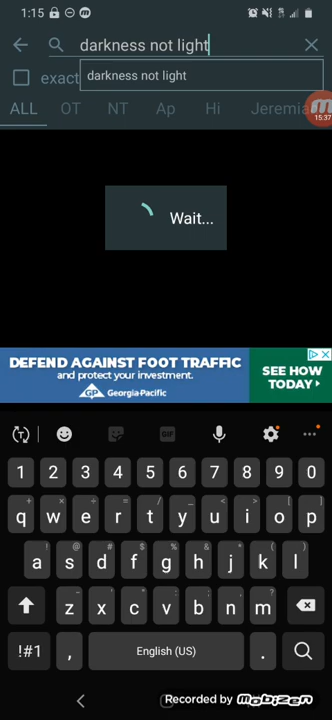 1:15
darkness not light
exact
darkness not light
ALL OT NT Ap Hi Jeremia
15:37
Wait...
DEFEND AGAINST FOOT TRAFFIC
and protect your investment.
GP Georgia-Pacific
SEE HOW
TODAY
GIF
1 2 3 4 5 6 7 8 9 0
+ × ÷ = / _ < > [ ]
q w e r t y u i o p
! @ # $ % ^ & * ( )
a s d f g h j k l
- ' " : ; , ?
z x c v b n m
!#1 , English (US) .
Recorded by MOBIZEN